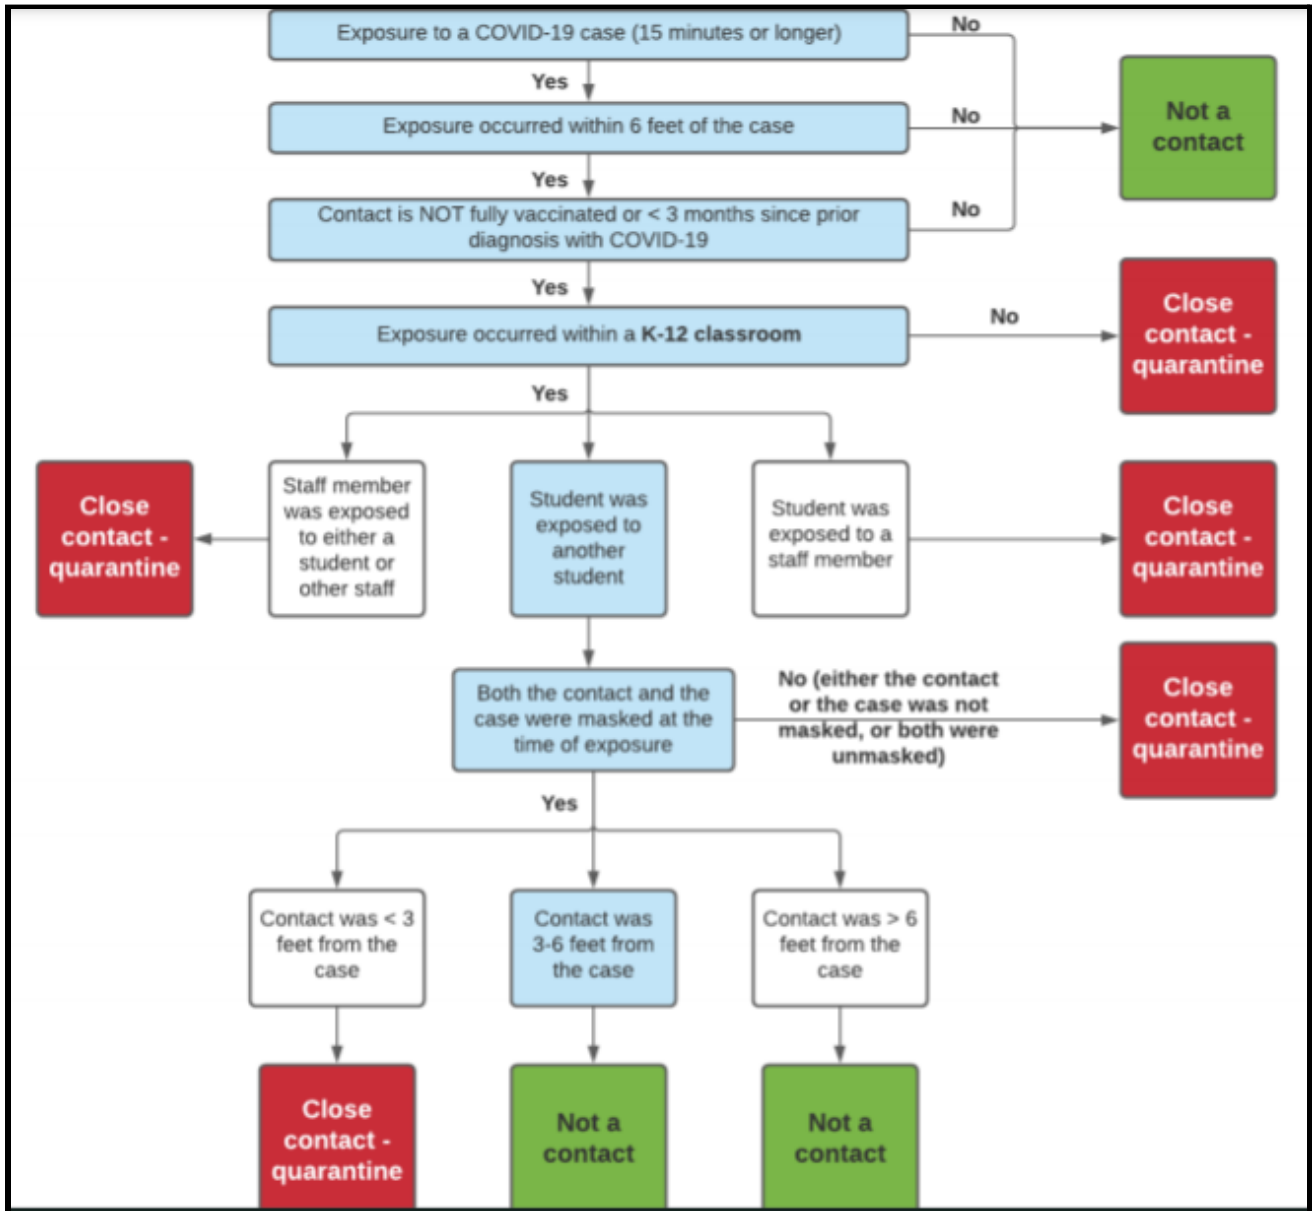 Exposure to a COVID-19 case (15 minutes or longer)
No
Yes
Not a
contact
Exposure occurred within 6 feet of the case
No
Yes
Contact is NOT fully vaccinated or < 3 months since prior
diagnosis with COVID-19
No
Yes
Exposure occurred within a K-12 classroom
No
Close
contact -
quarantine
Yes
Close
contact -
quarantine
Staff member
was exposed
to either a
student or
other staff
Student was
exposed to
another
student
Student was
exposed to a
staff member
Close
contact -
quarantine
Both the contact and the
case were masked at the
time of exposure
No (either the contact
or the case was not
masked, or both were
unmasked)
Close
contact -
quarantine
Yes
Contact was < 3
feet from the
case
Contact was
3-6 feet from
the case
Contact was > 6
feet from the
case
Close
contact -
quarantine
Not a
contact
Not a
contact